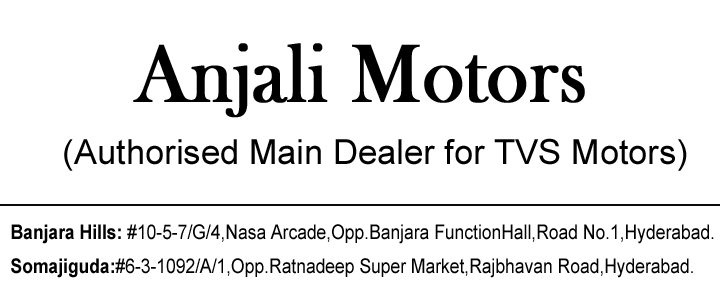 Anjali Motors
(Authorised Main Dealer for TVS Motors)
Banjara Hills: #10-5-7/G/4,Nasa Arcade,Opp.Banjara FunctionHall,Road No.1,Hyderabad.
Somajiguda:#6-3-1092/A/1,Opp.Ratnadeep Super Market,Rajbhavan Road,Hyderabad.